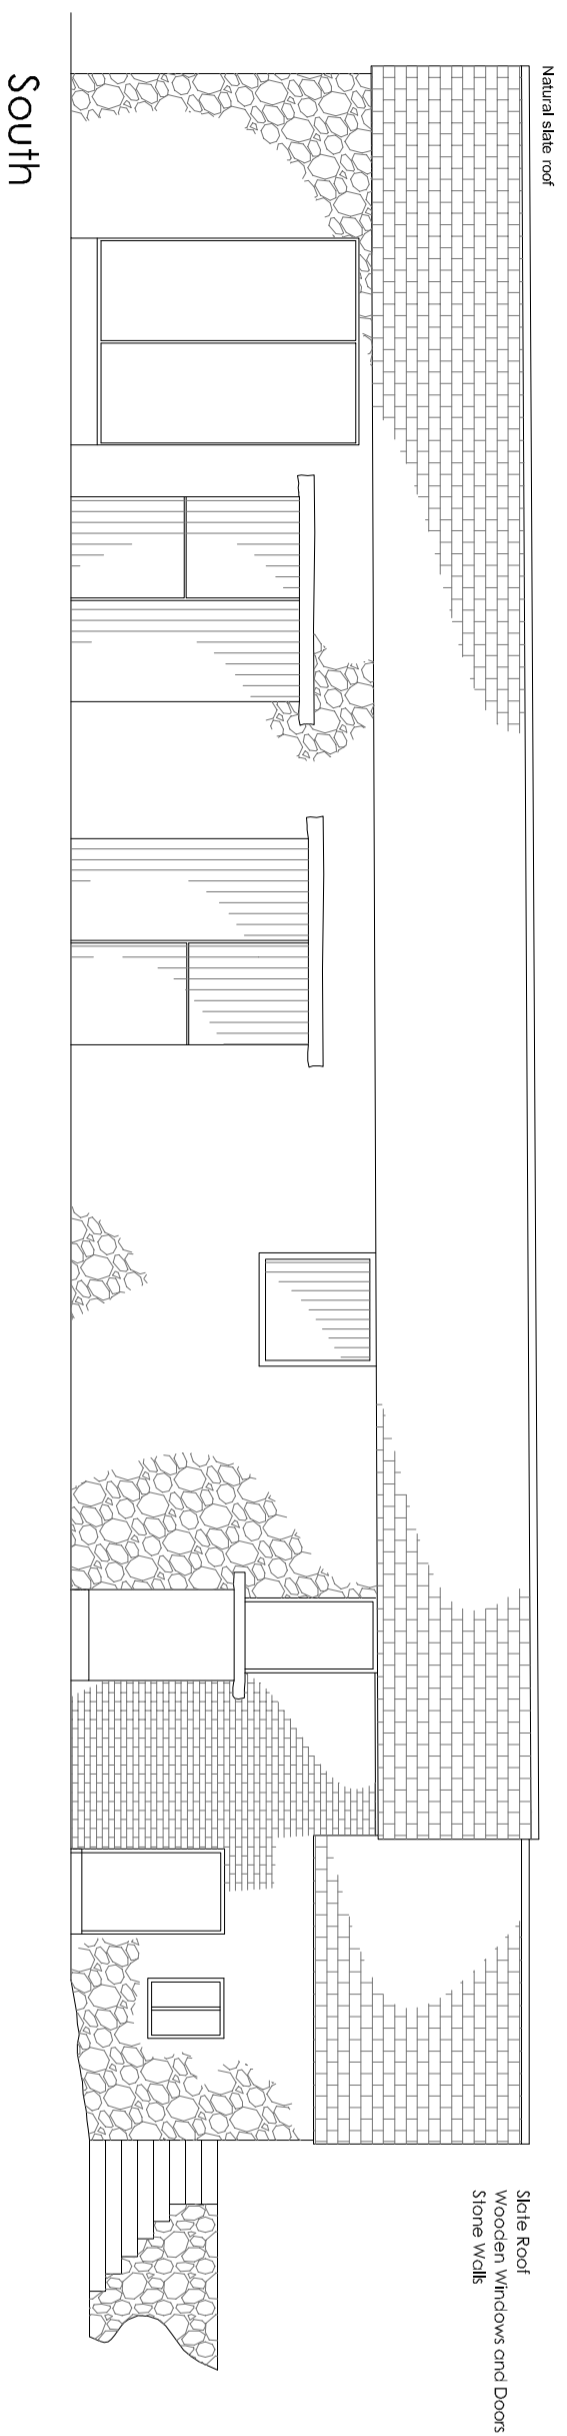 Natural slate roof
Slate Roof
Wooden Windows and Doors
Stone Walls
South